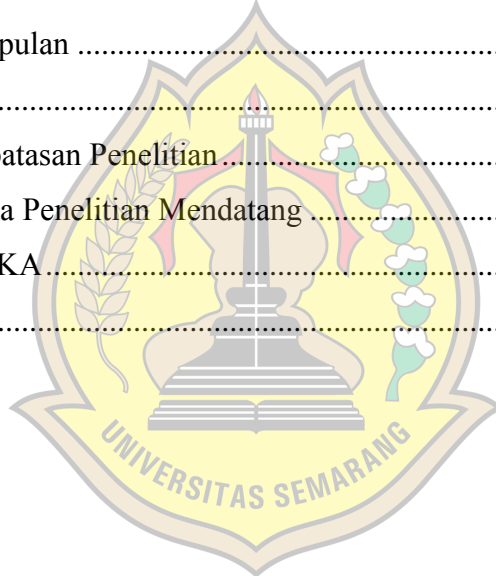 pulan ....................................................
....................................................
batasan Penelitian ....................................................
a Penelitian Mendatang ....................................................
KA ....................................................
....................................................
UNIVERSITAS SEMARANG